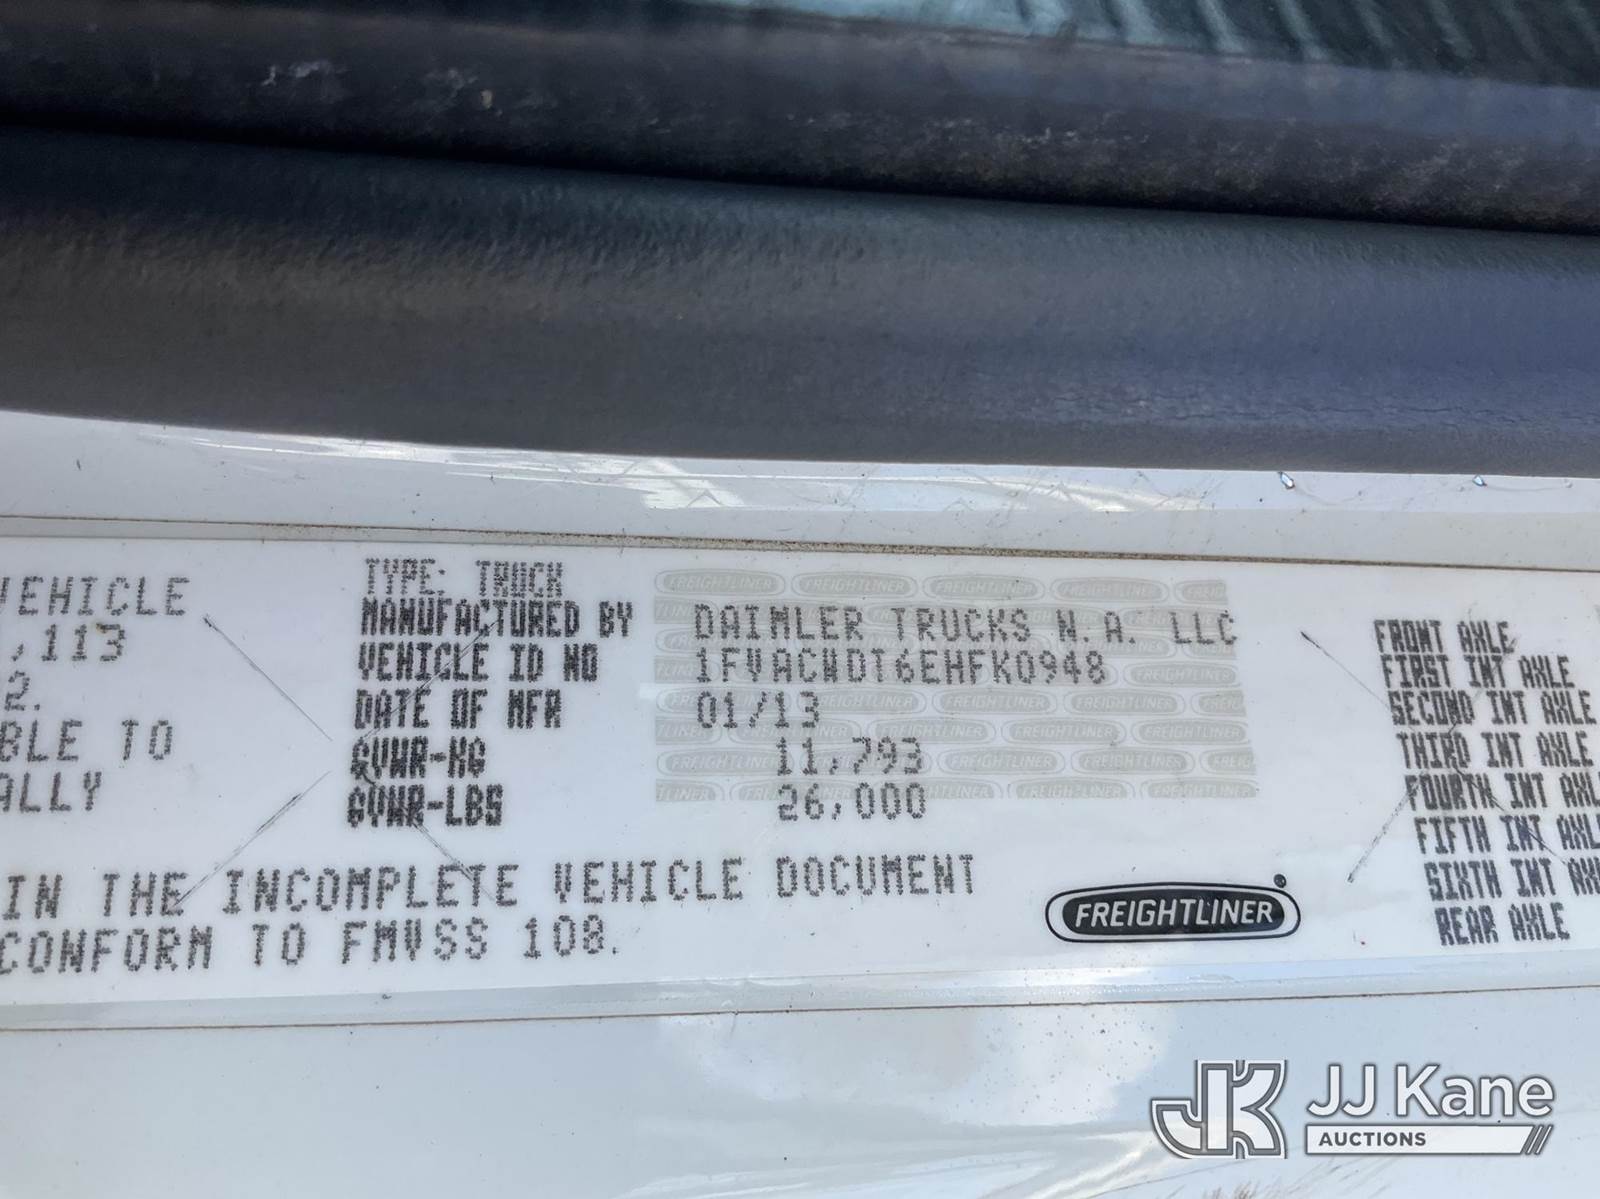 VEHICLE
,113
2.
BLE TO
ALLY
IN THE INCOMPLETE VEHICLE DOCUMENT
CONFORM TO FMVSS 108.
TYPE: TRUCK
MANUFACTURED BY DAIMLER TRUCKS N.A. LLC
VEHICLE ID NO 1FVACWDT6EHFK0948
DATE OF MFR 01/13
GVWR-KG 11,793
GVWR-LBS 26,000
FREIGHTLINER
FRONT AXLE
FIRST INT AXLE
SECOND INT AXLE
THIRD INT AXLE
FOURTH INT AXL
FIFTH INT AXL
SIXTH INT AX
REAR AXLE
JK JJ Kane
AUCTIONS